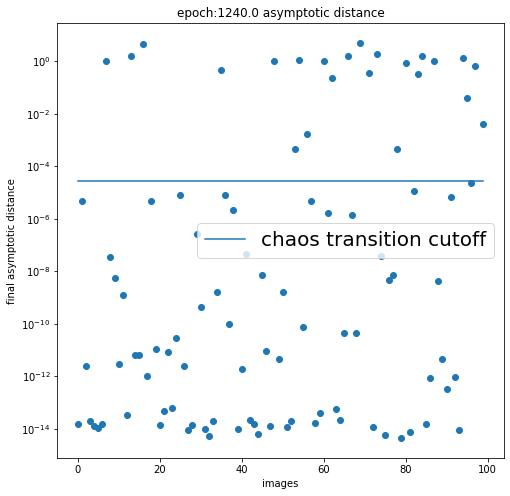 epoch:1240.0 asymptotic distance
final asymptotic distance
10^0
10^-2
10^-4
10^-6
10^-8
10^-10
10^-12
10^-14
chaos transition cutoff
0 20 40 60 80 100
images